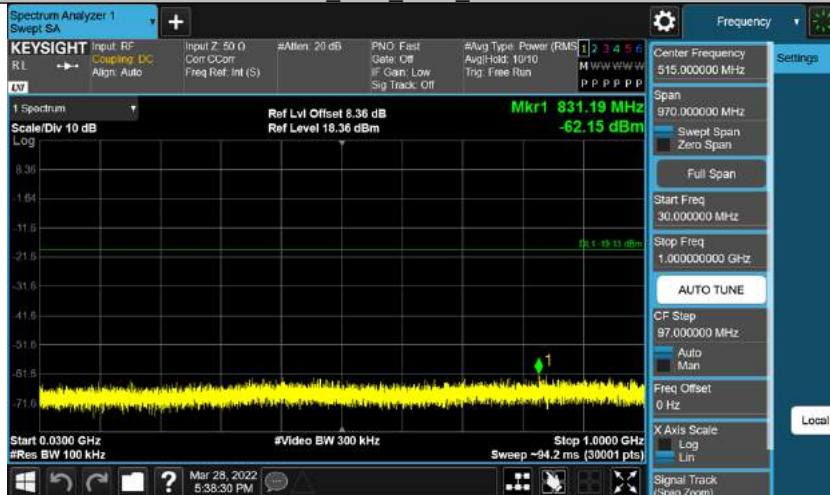 Spectrum Analyzer 1
Swept SA
+
Frequency
KEYSIGHT
RL
LXI
Input: RF
Coupling: DC
Align: Auto
Input Z: 50 Ω
Corr CCorr
Freq Ref: Int (S)
#Atten: 20 dB
PNO: Fast
Gate: Off
IF Gain: Low
Sig Track: Off
#Avg Type: Power (RMS
Avg|Hold: 10/10
Trig: Free Run
1 2 3 4 5 6
M W W W W W
P P P P P P
1 Spectrum
Scale/Div 10 dB
Log
Ref Lvl Offset 8.36 dB
Ref Level 18.36 dBm
Mkr1 831.19 MHz
-62.15 dBm
8.36
-1.64
-11.6
-21.6
-31.6
-41.6
-51.6
-61.6
-71.6
DL1 -19.13 dBm
1
Start 0.0300 GHz
#Res BW 100 kHz
#Video BW 300 kHz
Stop 1.0000 GHz
Sweep ~94.2 ms (30001 pts)
Mar 28, 2022
5:38:30 PM
?
Center Frequency
515.000000 MHz
Span
970.000000 MHz
Swept Span
Zero Span
Full Span
Start Freq
30.000000 MHz
Stop Freq
1.000000000 GHz
AUTO TUNE
CF Step
97.000000 MHz
Auto
Man
Freq Offset
0 Hz
X Axis Scale
Log
Lin
Signal Track
(Span Zoom)
Settings
Local